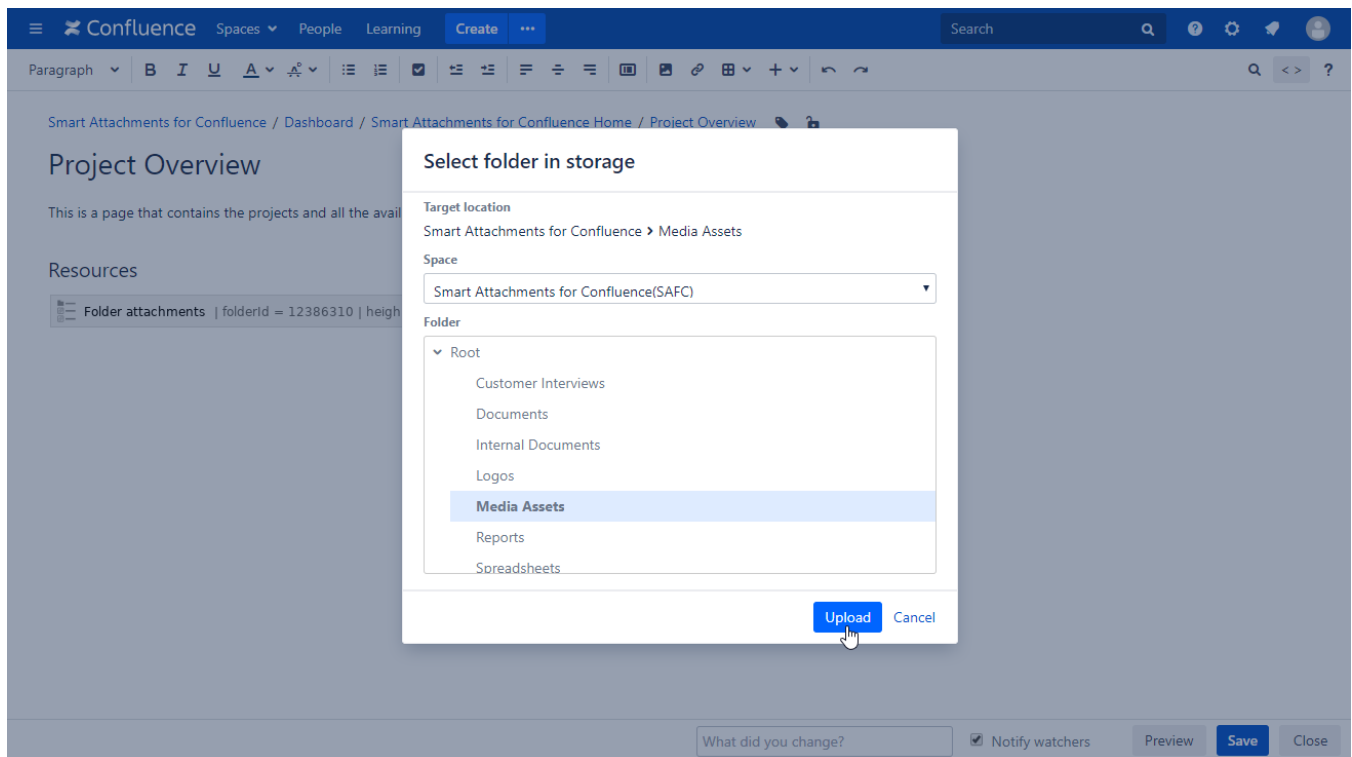 Confluence Spaces People Learning Create ••• Search
Paragraph B I U A A < > ?
Smart Attachments for Confluence / Dashboard / Smart Attachments for Confluence Home / Project Overview
Project Overview
This is a page that contains the projects and all the avail
Resources
Folder attachments | folderId = 12386310 | heigh
Select folder in storage
Target location
Smart Attachments for Confluence > Media Assets
Space
Smart Attachments for Confluence(SAFC)
Folder
Root
Customer Interviews
Documents
Internal Documents
Logos
Media Assets
Reports
Spreadsheets
Upload Cancel
What did you change? Notify watchers Preview Save Close